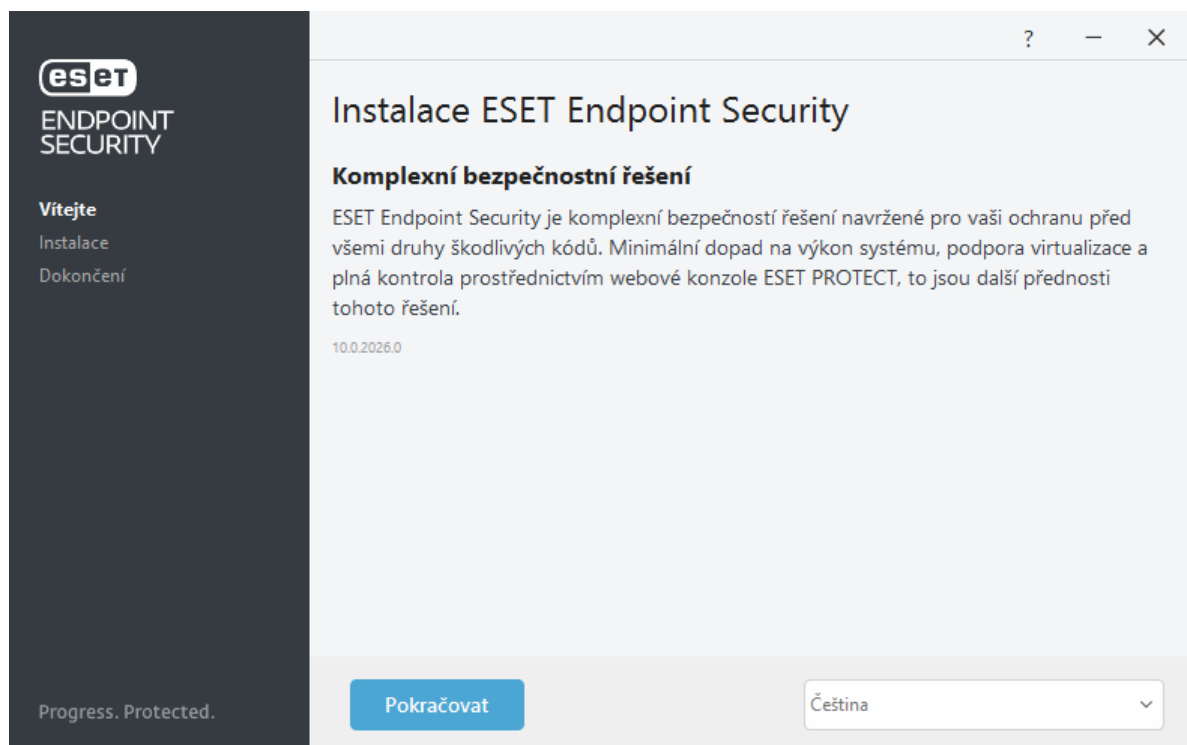 ?
eset
ENDPOINT
SECURITY
Vítejte
Instalace
Dokončení
Progress. Protected.
Instalace ESET Endpoint Security
Komplexní bezpečnostní řešení
ESET Endpoint Security je komplexní bezpečností řešení navržené pro vaši ochranu před
všemi druhy škodlivých kódů. Minimální dopad na výkon systému, podpora virtualizace a
plná kontrola prostřednictvím webové konzole ESET PROTECT, to jsou další přednosti
tohoto řešení.
10.0.2026.0
Pokračovat
Čeština